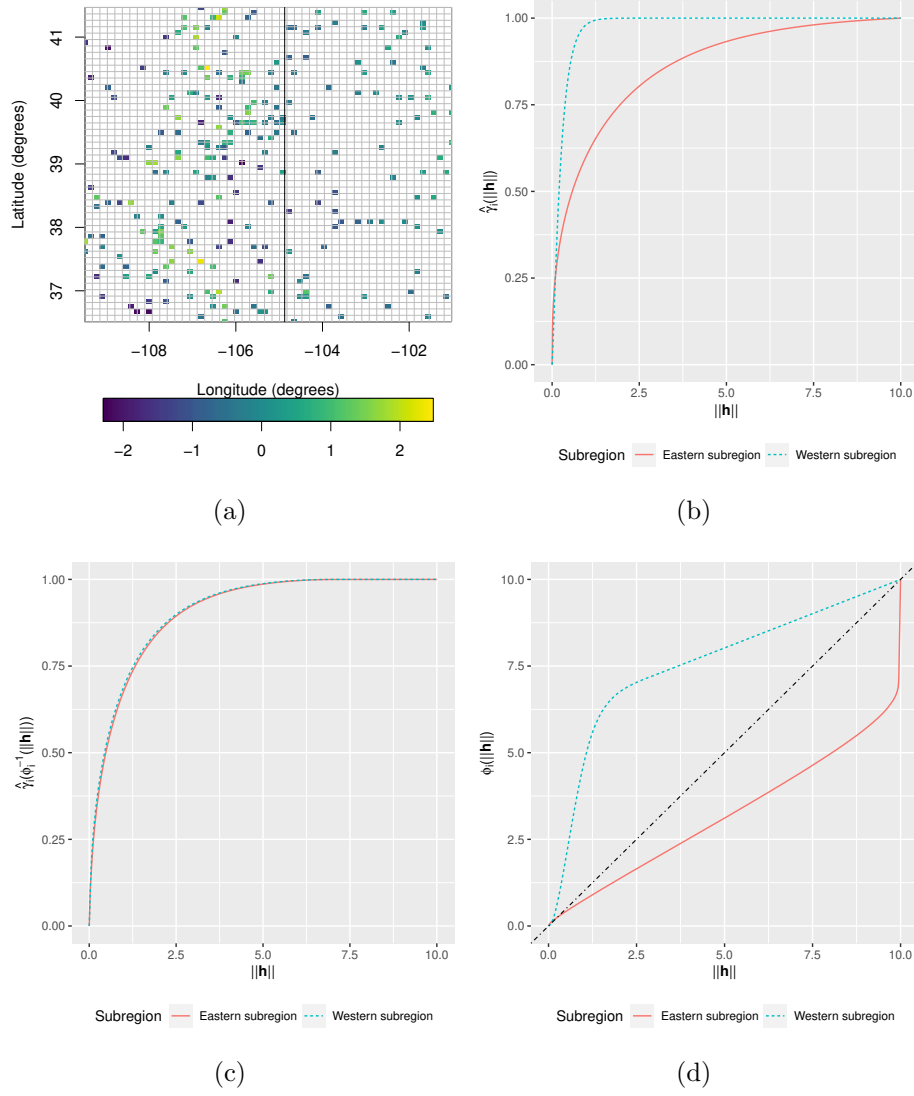 Latitude (degrees)
41
40
39
38
37
−108
−106
−104
−102
Longitude (degrees)
−2
−1
0
1
2
(a)
γ̂ᵢ(||h||)
1.00
0.75
0.50
0.25
0.00
0.0
2.5
5.0
7.5
10.0
||h||
Subregion Eastern subregion Western subregion
(b)
γ̂ᵢ(ϕᵢ⁻¹(||h||))
1.00
0.75
0.50
0.25
0.00
0.0
2.5
5.0
7.5
10.0
||h||
Subregion Eastern subregion Western subregion
(c)
ϕᵢ(||h||)
10.0
7.5
5.0
2.5
0.0
0.0
2.5
5.0
7.5
10.0
||h||
Subregion Eastern subregion Western subregion
(d)